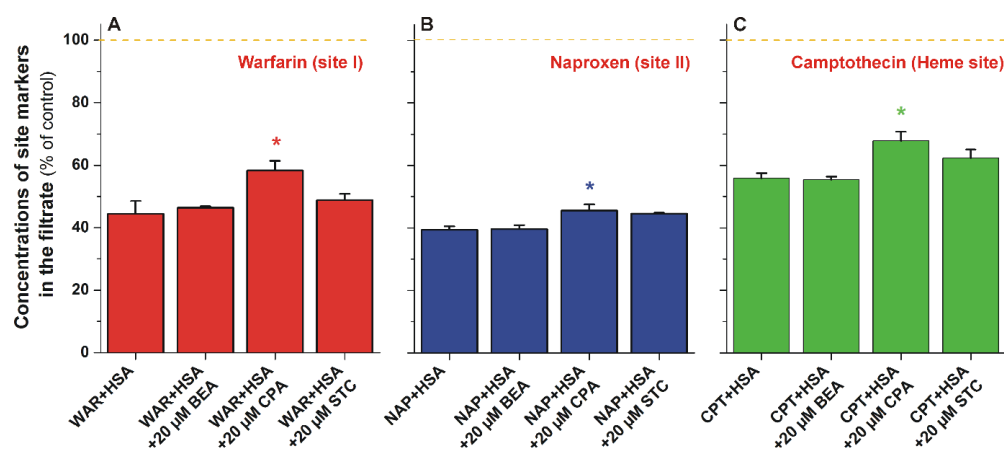 A
B
C
Warfarin (site I)
Naproxen (site II)
Camptothecin (Heme site)
Concentrations of site markers
in the filtrate (% of control)
100
80
60
40
20
0
*
*
*
WAR+HSA
WAR+HSA
+20 µM BEA
WAR+HSA
+20 µM CPA
WAR+HSA
+20 µM STC
NAP+HSA
NAP+HSA
+20 µM BEA
NAP+HSA
+20 µM CPA
NAP+HSA
+20 µM STC
CPT+HSA
CPT+HSA
+20 µM BEA
CPT+HSA
+20 µM CPA
CPT+HSA
+20 µM STC